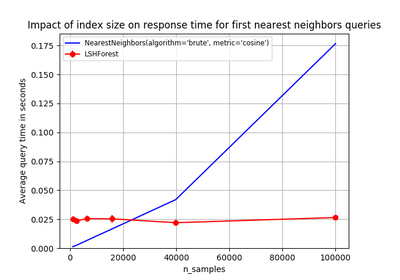 Impact of index size on response time for first nearest neighbors queries
NearestNeighbors(algorithm='brute', metric='cosine')
LSHForest
Average query time in seconds
0.175
0.150
0.125
0.100
0.075
0.050
0.025
0.000
0 20000 40000 60000 80000 100000
n_samples